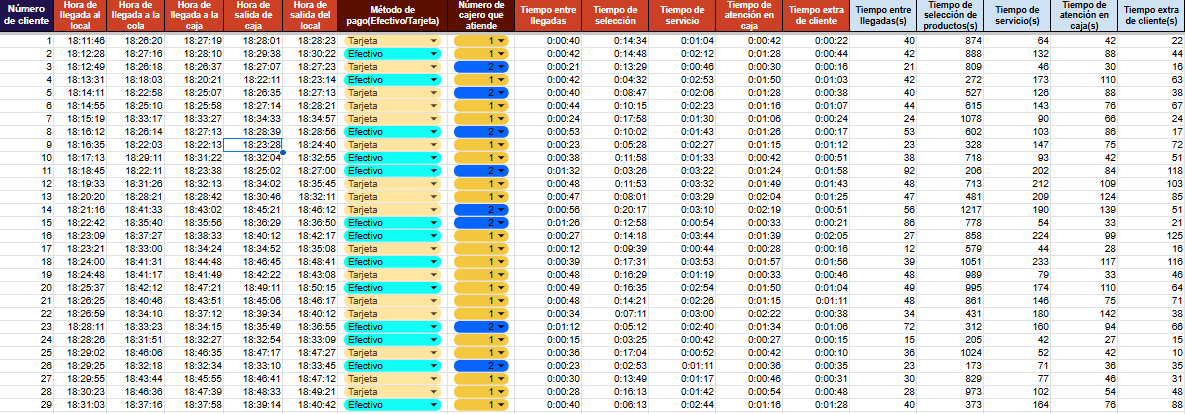 Número de cliente | Hora de llegada al local | Hora de llegada a la cola | Hora de llegada a la caja | Hora de salida de caja | Hora de salida del local | Método de pago(Efectivo/Tarjeta) | Número de cajero que atiende | Tiempo entre llegadas | Tiempo de selección | Tiempo de servicio | Tiempo de atención en caja | Tiempo extra de cliente | Tiempo entre llegadas(s) | Tiempo de selección de productos(s) | Tiempo de servicio(s) | Tiempo de atención en caja(s) | Tiempo extra de cliente(s)
1 18:11:46 18:26:20 18:27:19 18:28:01 18:28:23 Tarjeta 1 0:00:40 0:14:34 0:01:04 0:00:42 0:00:22 40 874 64 42 22
2 18:12:28 18:27:16 18:28:10 18:29:38 18:30:22 Efectivo 1 0:00:42 0:14:48 0:02:12 0:01:28 0:00:44 42 888 132 88 44
3 18:12:49 18:26:18 18:26:37 18:27:07 18:27:23 Tarjeta 2 0:00:21 0:13:29 0:00:46 0:00:30 0:00:16 21 809 46 30 16
4 18:13:31 18:18:03 18:20:21 18:22:11 18:23:14 Efectivo 1 0:00:42 0:04:32 0:02:53 0:01:50 0:01:03 42 272 173 110 63
5 18:14:11 18:22:58 18:25:07 18:26:35 18:27:13 Tarjeta 2 0:00:40 0:08:47 0:02:06 0:01:28 0:00:38 40 527 126 88 38
6 18:14:55 18:25:10 18:25:58 18:27:14 18:28:21 Tarjeta 1 0:00:44 0:10:15 0:02:23 0:01:16 0:01:07 44 615 143 76 67
7 18:15:19 18:33:17 18:33:27 18:34:33 18:34:57 Tarjeta 1 0:00:24 0:17:58 0:01:30 0:01:06 0:00:24 24 1078 90 66 24
8 18:16:12 18:26:14 18:27:13 18:28:39 18:28:56 Efectivo 2 0:00:53 0:10:02 0:01:43 0:01:26 0:00:17 53 602 103 86 17
9 18:16:35 18:22:03 18:22:13 18:23:28 18:24:40 Tarjeta 1 0:00:23 0:05:28 0:02:27 0:01:15 0:01:12 23 328 147 75 72
10 18:17:13 18:29:11 18:31:22 18:32:04 18:32:55 Efectivo 1 0:00:38 0:11:58 0:01:33 0:00:42 0:00:51 38 718 93 42 51
11 18:18:45 18:22:11 18:23:38 18:25:02 18:27:00 Efectivo 2 0:01:32 0:03:26 0:03:22 0:01:24 0:01:58 92 206 202 84 118
12 18:19:33 18:31:26 18:32:13 18:34:02 18:35:45 Tarjeta 1 0:00:48 0:11:53 0:03:32 0:01:49 0:01:43 48 713 212 109 103
13 18:20:20 18:28:21 18:28:42 18:30:46 18:32:11 Tarjeta 1 0:00:47 0:08:01 0:03:29 0:02:04 0:01:25 47 481 209 124 85
14 18:21:16 18:41:33 18:43:02 18:45:21 18:46:12 Tarjeta 2 0:00:56 0:20:17 0:03:10 0:02:19 0:00:51 56 1217 190 139 51
15 18:22:42 18:35:40 18:35:56 18:36:29 18:36:50 Efectivo 2 0:01:26 0:12:58 0:00:54 0:00:33 0:00:21 86 778 54 33 21
16 18:23:09 18:37:27 18:38:33 18:40:12 18:42:17 Efectivo 1 0:00:27 0:14:18 0:03:44 0:01:39 0:02:05 27 858 224 99 125
17 18:23:21 18:33:00 18:34:24 18:34:52 18:35:08 Tarjeta 1 0:00:12 0:09:39 0:00:44 0:00:28 0:00:16 12 579 44 28 16
18 18:24:00 18:41:31 18:44:48 18:46:45 18:48:41 Efectivo 1 0:00:39 0:17:31 0:03:53 0:01:57 0:01:56 39 1051 233 117 116
19 18:24:48 18:41:17 18:41:49 18:42:22 18:43:08 Tarjeta 1 0:00:48 0:16:29 0:01:19 0:00:33 0:00:46 48 989 79 33 46
20 18:25:37 18:42:12 18:47:21 18:49:11 18:50:15 Efectivo 1 0:00:49 0:16:35 0:02:54 0:01:50 0:01:04 49 995 174 110 64
21 18:26:25 18:40:46 18:43:51 18:45:06 18:46:17 Tarjeta 1 0:00:48 0:14:21 0:02:26 0:01:15 0:01:11 48 861 146 75 71
22 18:26:59 18:34:10 18:37:12 18:39:34 18:40:12 Tarjeta 1 0:00:34 0:07:11 0:03:00 0:02:22 0:00:38 34 431 180 142 38
23 18:28:11 18:33:23 18:34:15 18:35:49 18:36:55 Efectivo 2 0:01:12 0:05:12 0:02:40 0:01:34 0:01:06 72 312 160 94 66
24 18:28:26 18:31:51 18:32:27 18:32:54 18:33:09 Efectivo 1 0:00:15 0:03:25 0:00:42 0:00:27 0:00:15 15 205 42 27 15
25 18:29:02 18:46:06 18:46:35 18:47:17 18:47:27 Tarjeta 1 0:00:36 0:17:04 0:00:52 0:00:42 0:00:10 36 1024 52 42 10
26 18:29:25 18:32:18 18:32:34 18:33:10 18:33:45 Efectivo 2 0:00:23 0:02:53 0:01:11 0:00:36 0:00:35 23 173 71 36 35
27 18:29:55 18:43:44 18:45:55 18:46:41 18:47:12 Tarjeta 1 0:00:30 0:13:49 0:01:17 0:00:46 0:00:31 30 829 77 46 31
28 18:30:23 18:46:36 18:47:39 18:48:33 18:49:21 Tarjeta 1 0:00:28 0:16:13 0:01:42 0:00:54 0:00:48 28 973 102 54 48
29 18:31:03 18:37:16 18:37:58 18:39:14 18:40:42 Efectivo 1 0:00:40 0:06:13 0:02:44 0:01:16 0:01:28 40 373 164 76 88